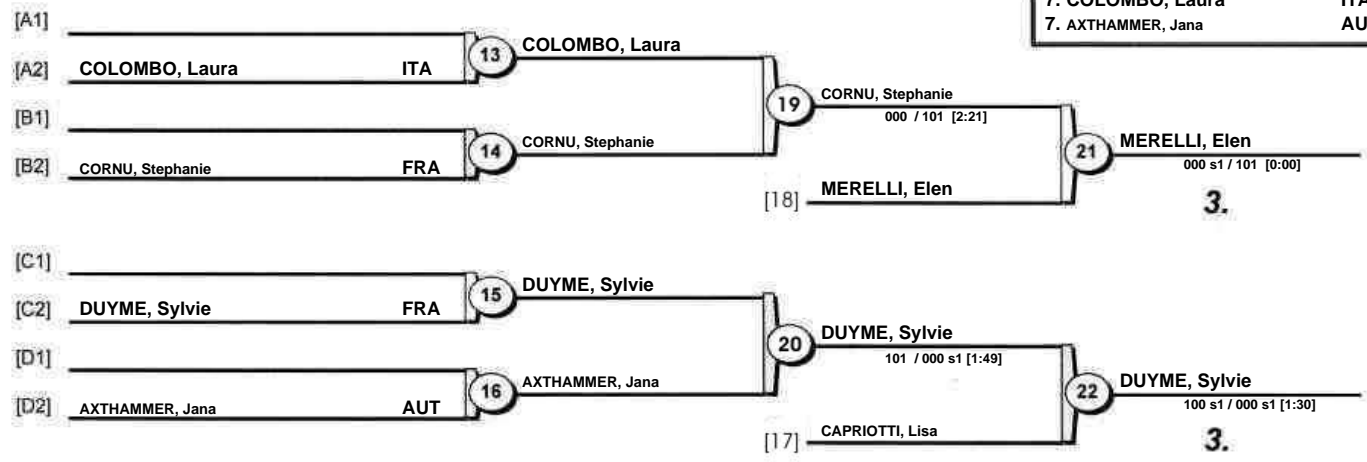 7. COLOMBO, Laura ITA
7. AXTHAMMER, Jana AU
[A1]
13 COLOMBO, Laura
[A2] COLOMBO, Laura ITA
19 CORNU, Stephanie
000 / 101 [2:21]
[B1]
14 CORNU, Stephanie
[B2] CORNU, Stephanie FRA
21 MERELLI, Elen
000 s1 / 101 [0:00]
[18] MERELLI, Elen
3.
[C1]
15 DUYME, Sylvie
[C2] DUYME, Sylvie FRA
20 DUYME, Sylvie
101 / 000 s1 [1:49]
[D1]
16 AXTHAMMER, Jana
[D2] AXTHAMMER, Jana AUT
22 DUYME, Sylvie
100 s1 / 000 s1 [1:30]
[17] CAPRIOTTI, Lisa
3.